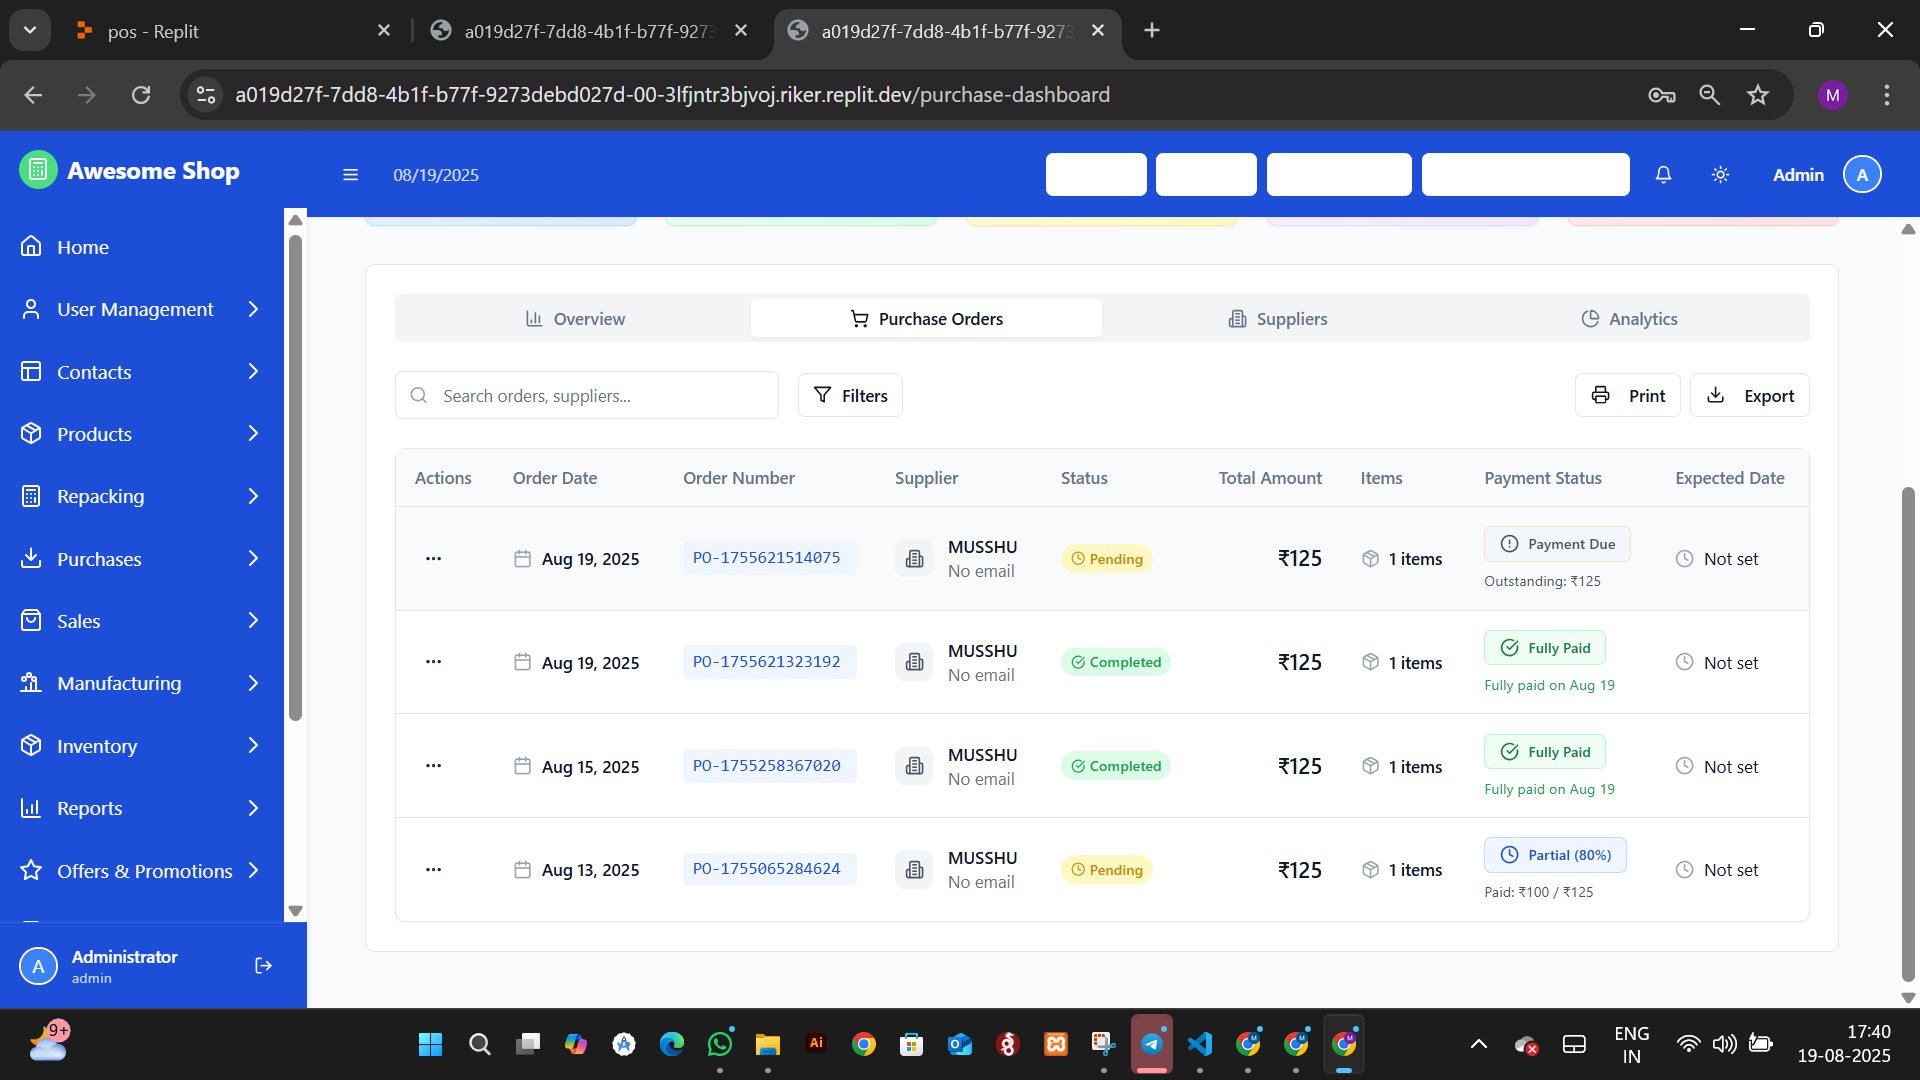 pos - Replit
a019d27f-7dd8-4b1f-b77f-9273
a019d27f-7dd8-4b1f-b77f-9273
a019d27f-7dd8-4b1f-b77f-9273debd027d-00-3lfjntr3bjvoj.riker.replit.dev/purchase-dashboard
M
Awesome Shop
08/19/2025
Admin
A
Home
User Management
Contacts
Products
Repacking
Purchases
Sales
Manufacturing
Inventory
Reports
Offers & Promotions
A
Administrator
admin
Overview
Purchase Orders
Suppliers
Analytics
Search orders, suppliers...
Filters
Print
Export
Actions Order Date Order Number Supplier Status Total Amount Items Payment Status Expected Date
Aug 19, 2025 PO-1755621514075 MUSSHU No email Pending ₹125 1 items Payment Due Outstanding: ₹125 Not set
Aug 19, 2025 PO-1755621323192 MUSSHU No email Completed ₹125 1 items Fully Paid Fully paid on Aug 19 Not set
Aug 15, 2025 PO-1755258367020 MUSSHU No email Completed ₹125 1 items Fully Paid Fully paid on Aug 19 Not set
Aug 13, 2025 PO-1755065284624 MUSSHU No email Pending ₹125 1 items Partial (80%) Paid: ₹100 / ₹125 Not set
9+
Ai
ENG
IN
17:40
19-08-2025